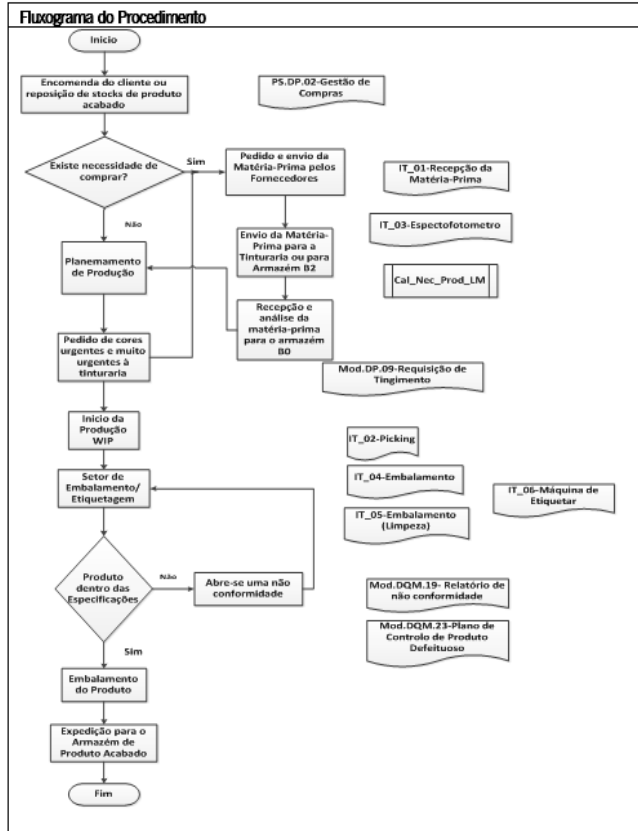 Fluxograma do Procedimento
Inicio
Encomenda do cliente ou
reposição de stocks de produto
acabado
PS.DP.02-Gestão de
Compras
Existe necessidade de
comprar?
Sim
Pedido e envio da
Matéria-Prima pelos
Fornecedores
IT_01-Recepção da
Matéria-Prima
Não
IT_03-Espectofotometro
Envio da Matéria-
Prima para a
Tinturaria ou para
Armazém B2
Planemamento
de Produção
Cal_Nec_Prod_LM
Recepção e
análise da
matéria-prima
para o armazém
B0
Pedido de cores
urgentes e muito
urgentes à
tinturaria
Mod.DP.09-Requisição de
Tingimento
Inicio da
Produção
WIP
IT_02-Picking
Setor de
Embalamento/
Etiquetagem
IT_04-Embalamento
IT_06-Máquina de
Etiquetar
IT_05-Embalamento
(Limpeza)
Produto
dentro das
Especificações
Não
Abre-se uma não
conformidade
Mod.DQM.19- Relatório de
não conformidade
Mod.DQM.23-Plano de
Controlo de Produto
Defeituoso
Sim
Embalamento
do Produto
Expedição para o
Armazém de
Produto Acabado
Fim